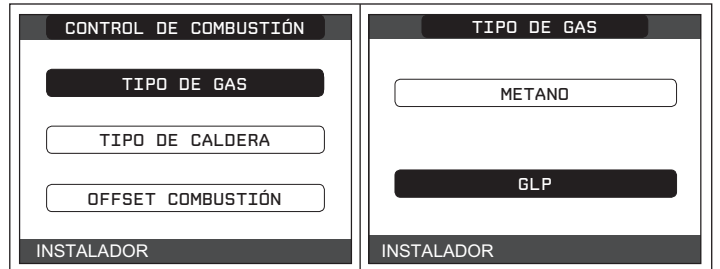 CONTROL DE COMBUSTIÓN
TIPO DE GAS
TIPO DE CALDERA
OFFSET COMBUSTIÓN
INSTALADOR
TIPO DE GAS
METANO
GLP
INSTALADOR